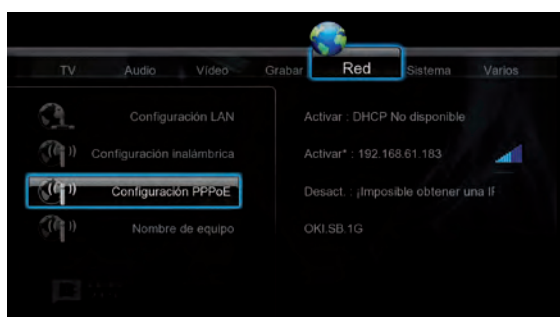 TV Audio Vídeo Grabar Red Sistema Varios
Configuración LAN Activar : DHCP No disponible
Configuración inalámbrica Activar* : 192.168.61.183
Configuración PPPoE Desact. : ¡Imposible obtener una IF
Nombre de equipo OKI.SB.1G